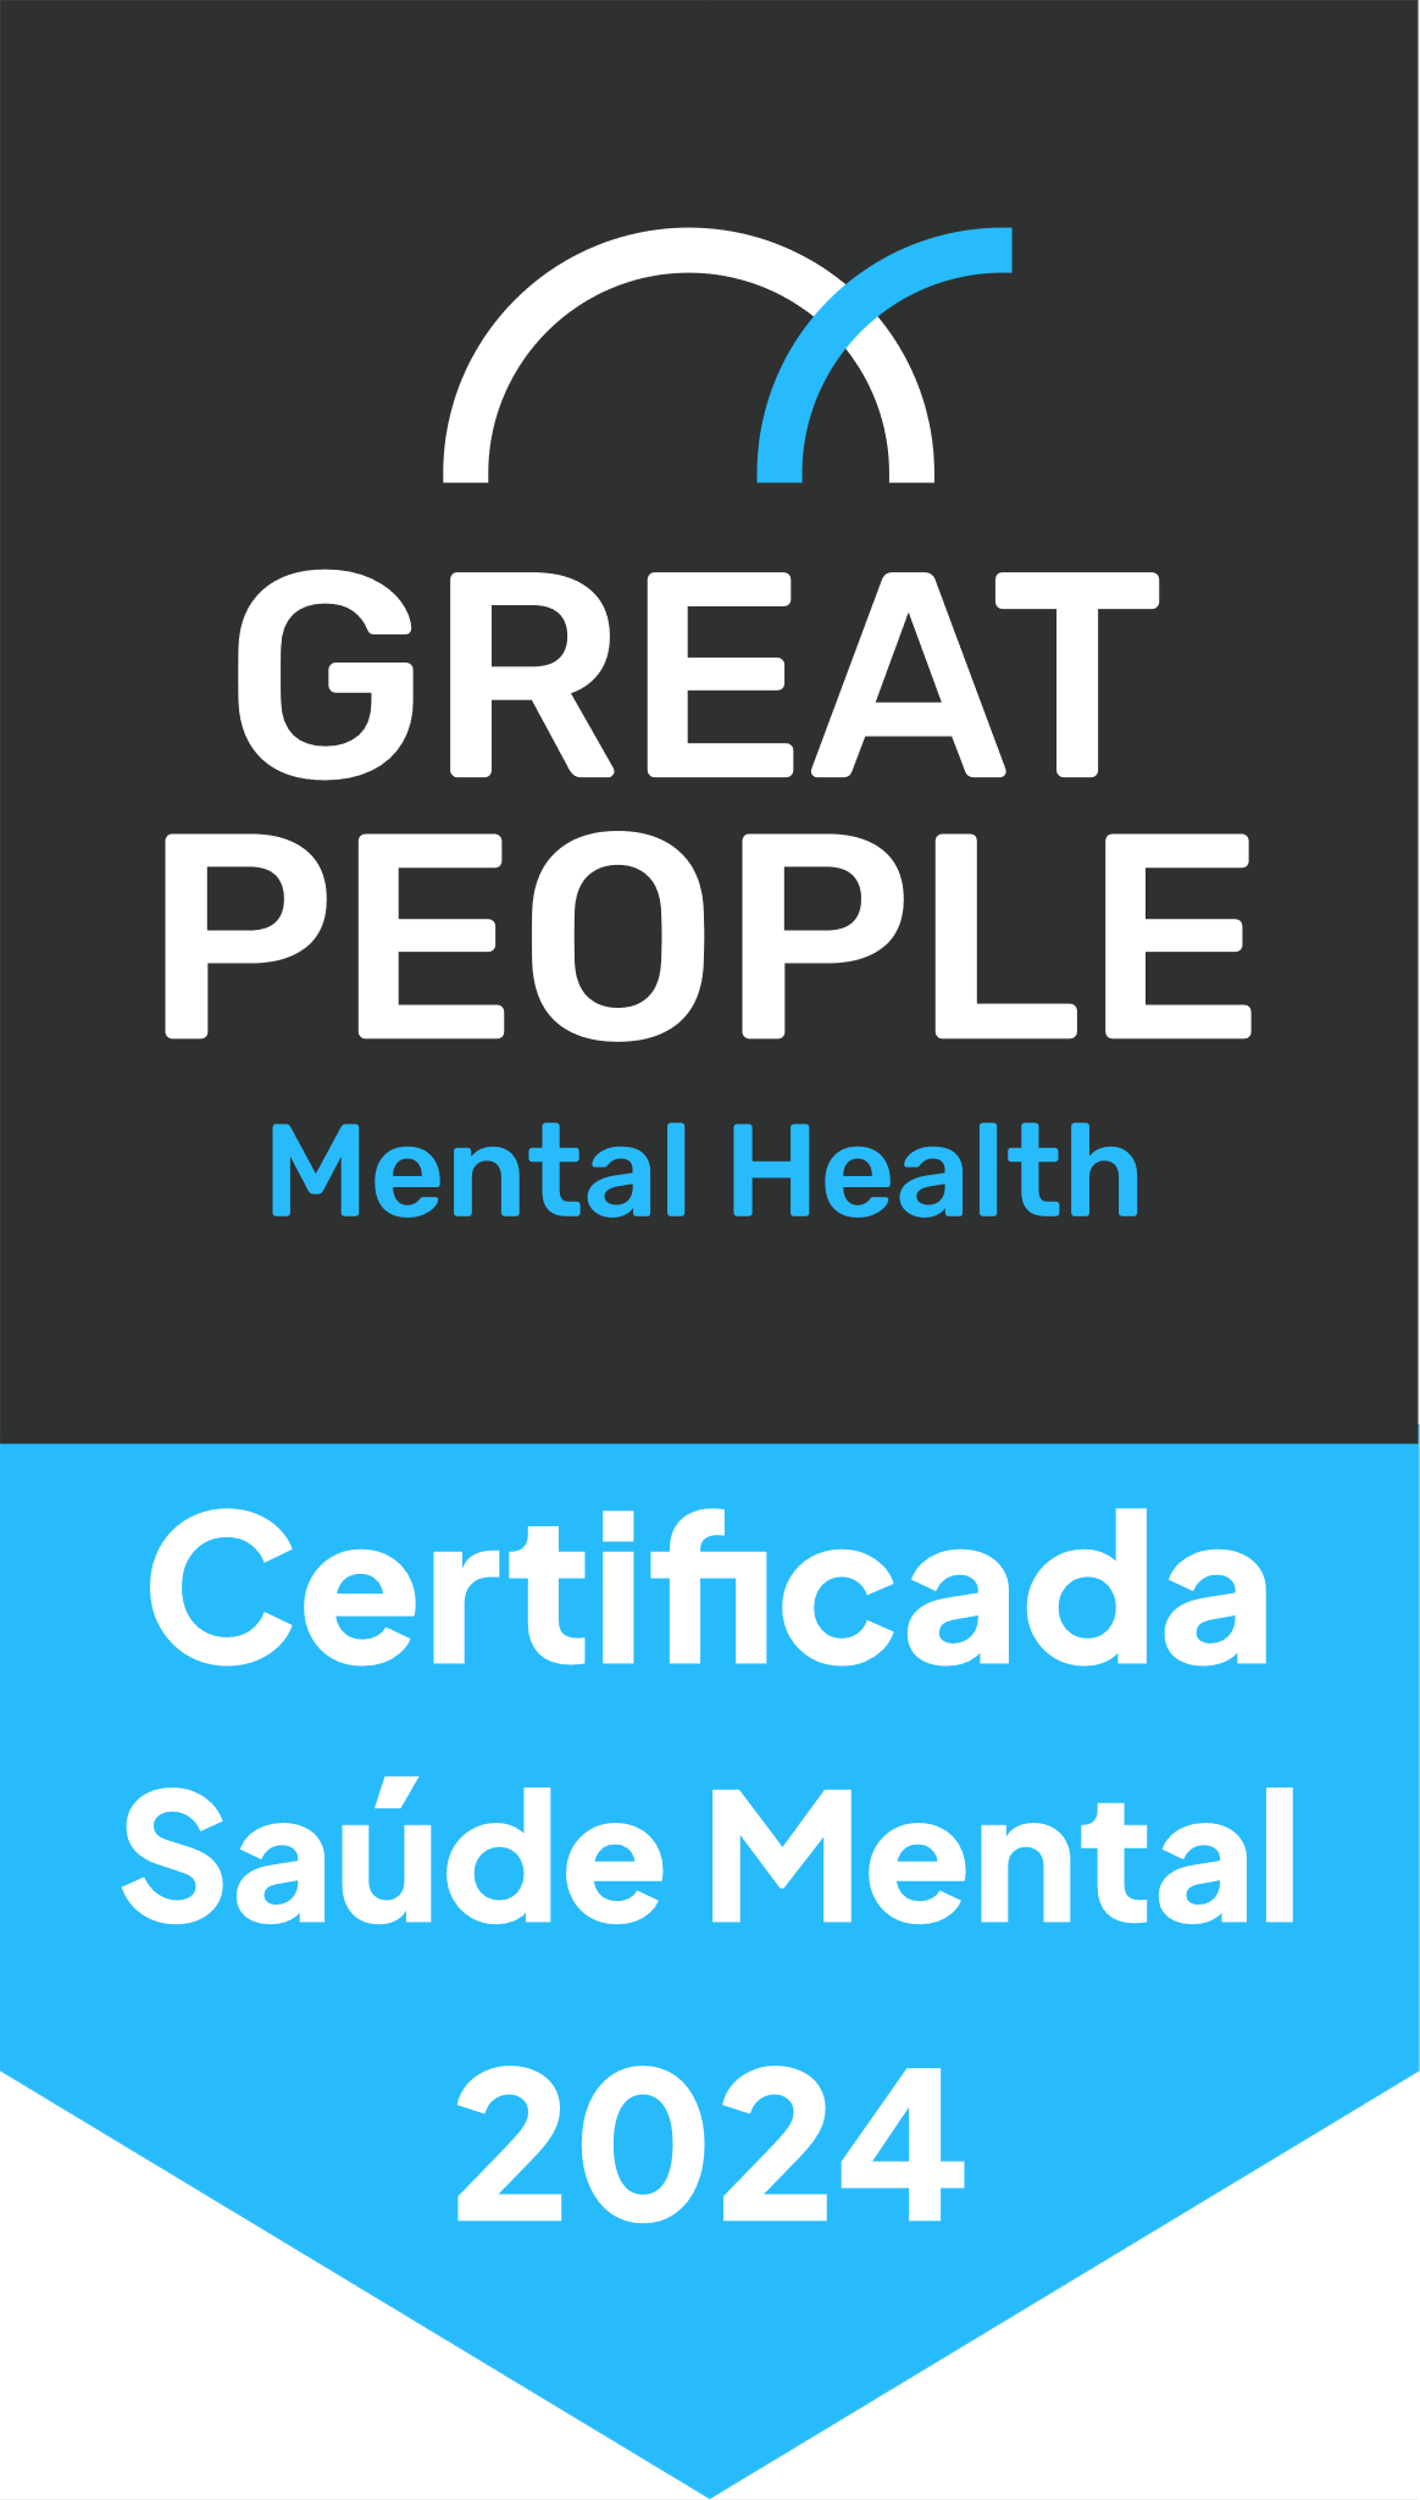 GREAT
PEOPLE
Mental Health
Certificada
Saúde Mental
2024